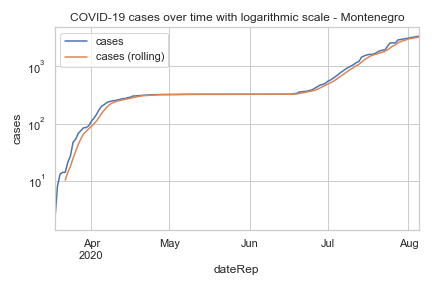 COVID-19 cases over time with logarithmic scale - Montenegro
cases
cases (rolling)
10³
10²
10¹
cases
Apr
2020
May
Jun
Jul
Aug
dateRep